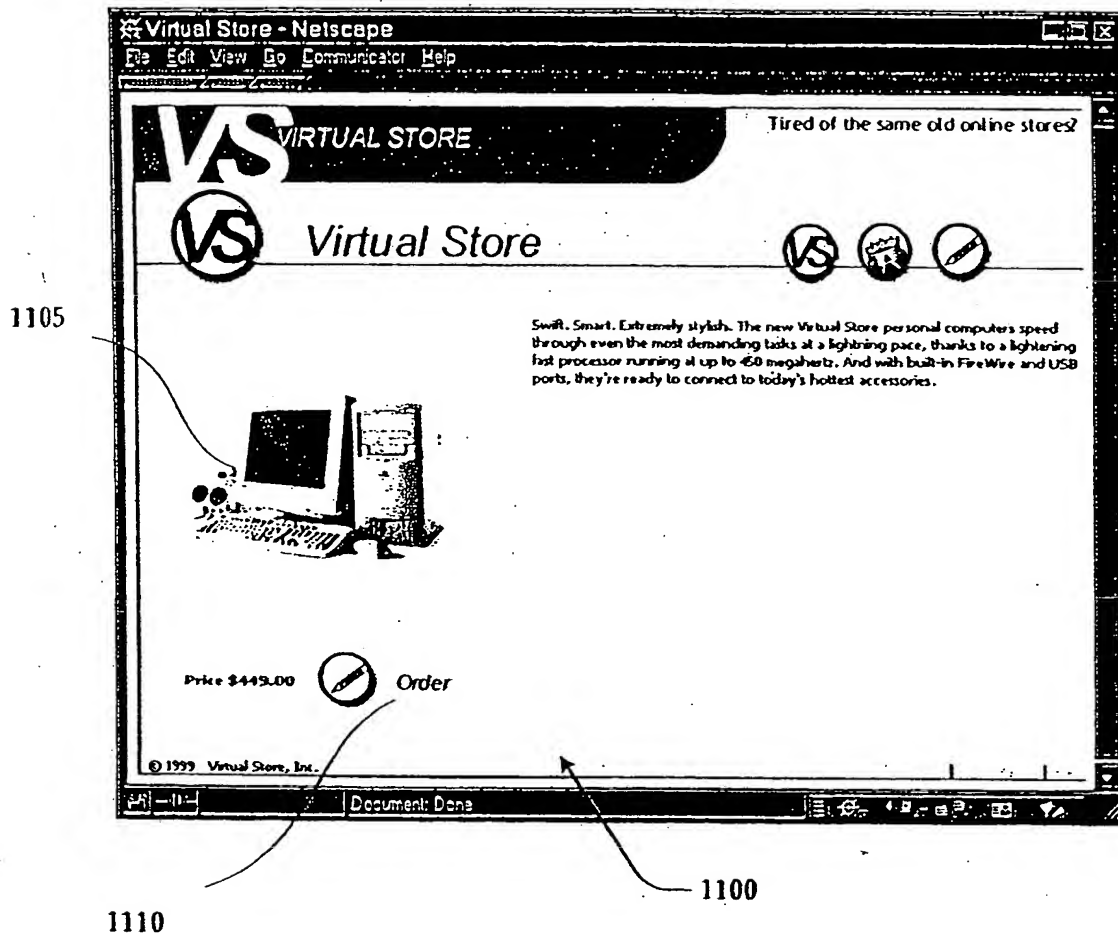 Virtual Store - Netscape
File Edit View Go Communicator Help
VS VIRTUAL STORE
Tired of the same old online stores?
VS Virtual Store
VS
1105
Swift. Smart. Extremely stylish. The new Virtual Store personal computers speed
through even the most demanding tasks at a lightning pace, thanks to a lightening
fast processor running at up to 450 megahertz. And with built-in FireWire and USB
ports, they're ready to connect to today's hottest accessories.
Price $449.00 Order
© 1999 Virtual Store, Inc.
Document: Done
1100
1110